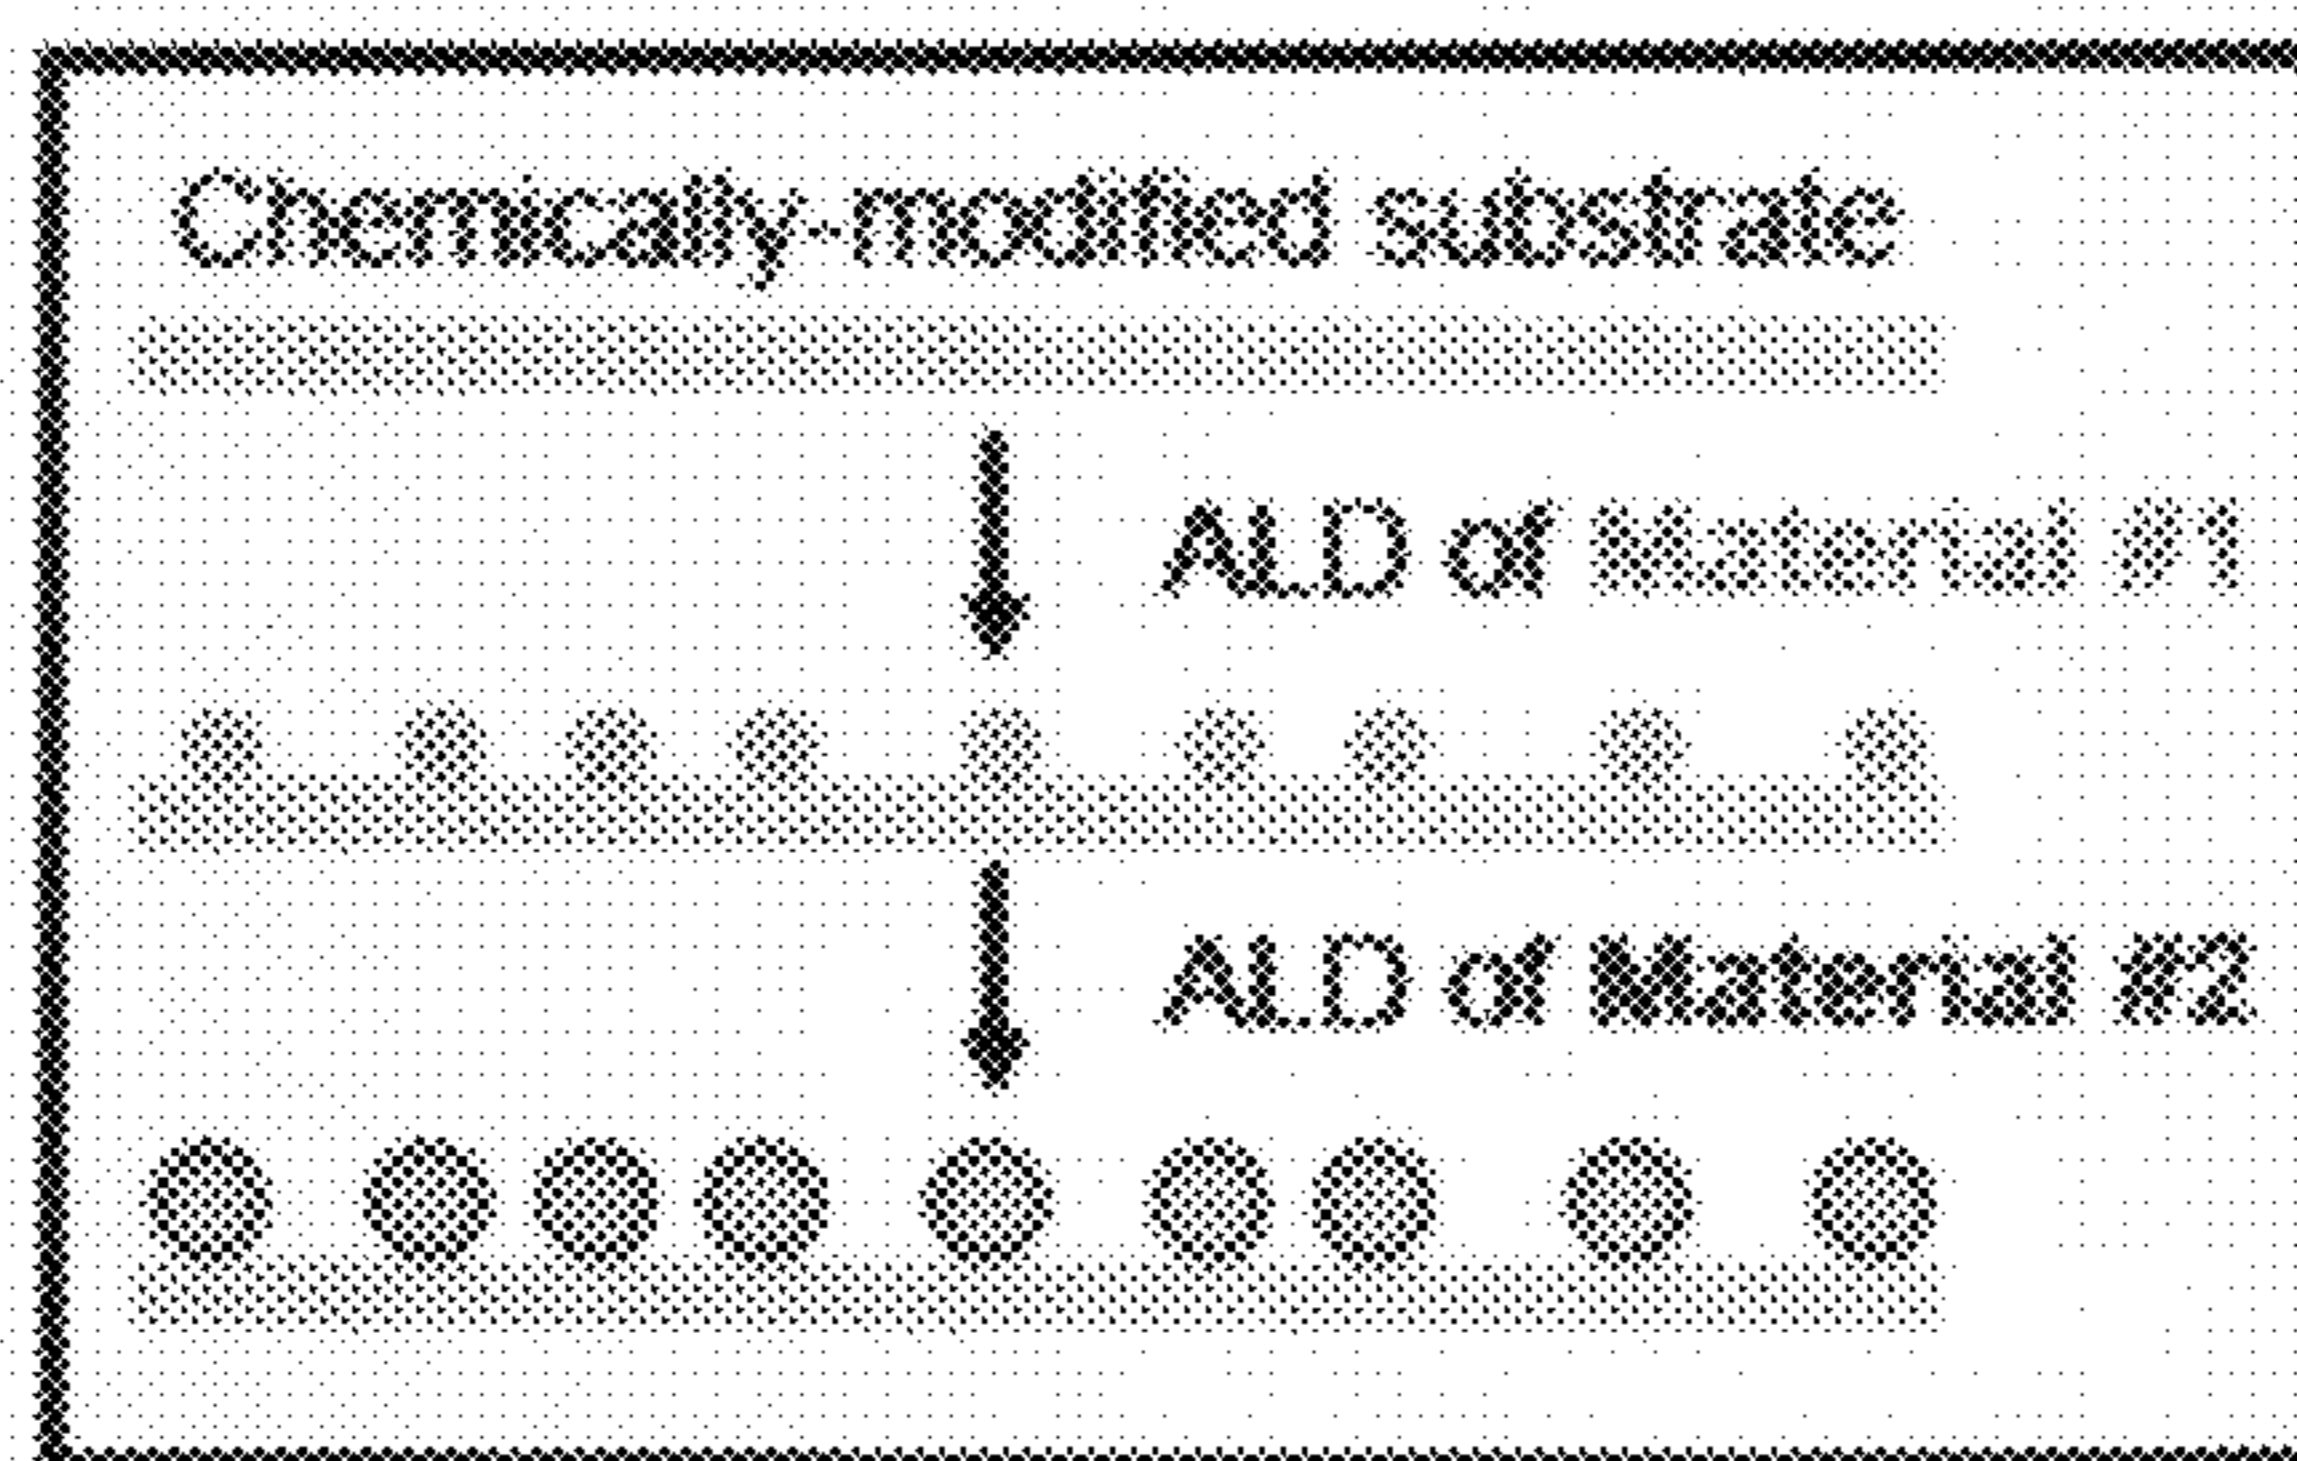 Chemically-modified substrate
ALD of Material #1
ALD of Material #2